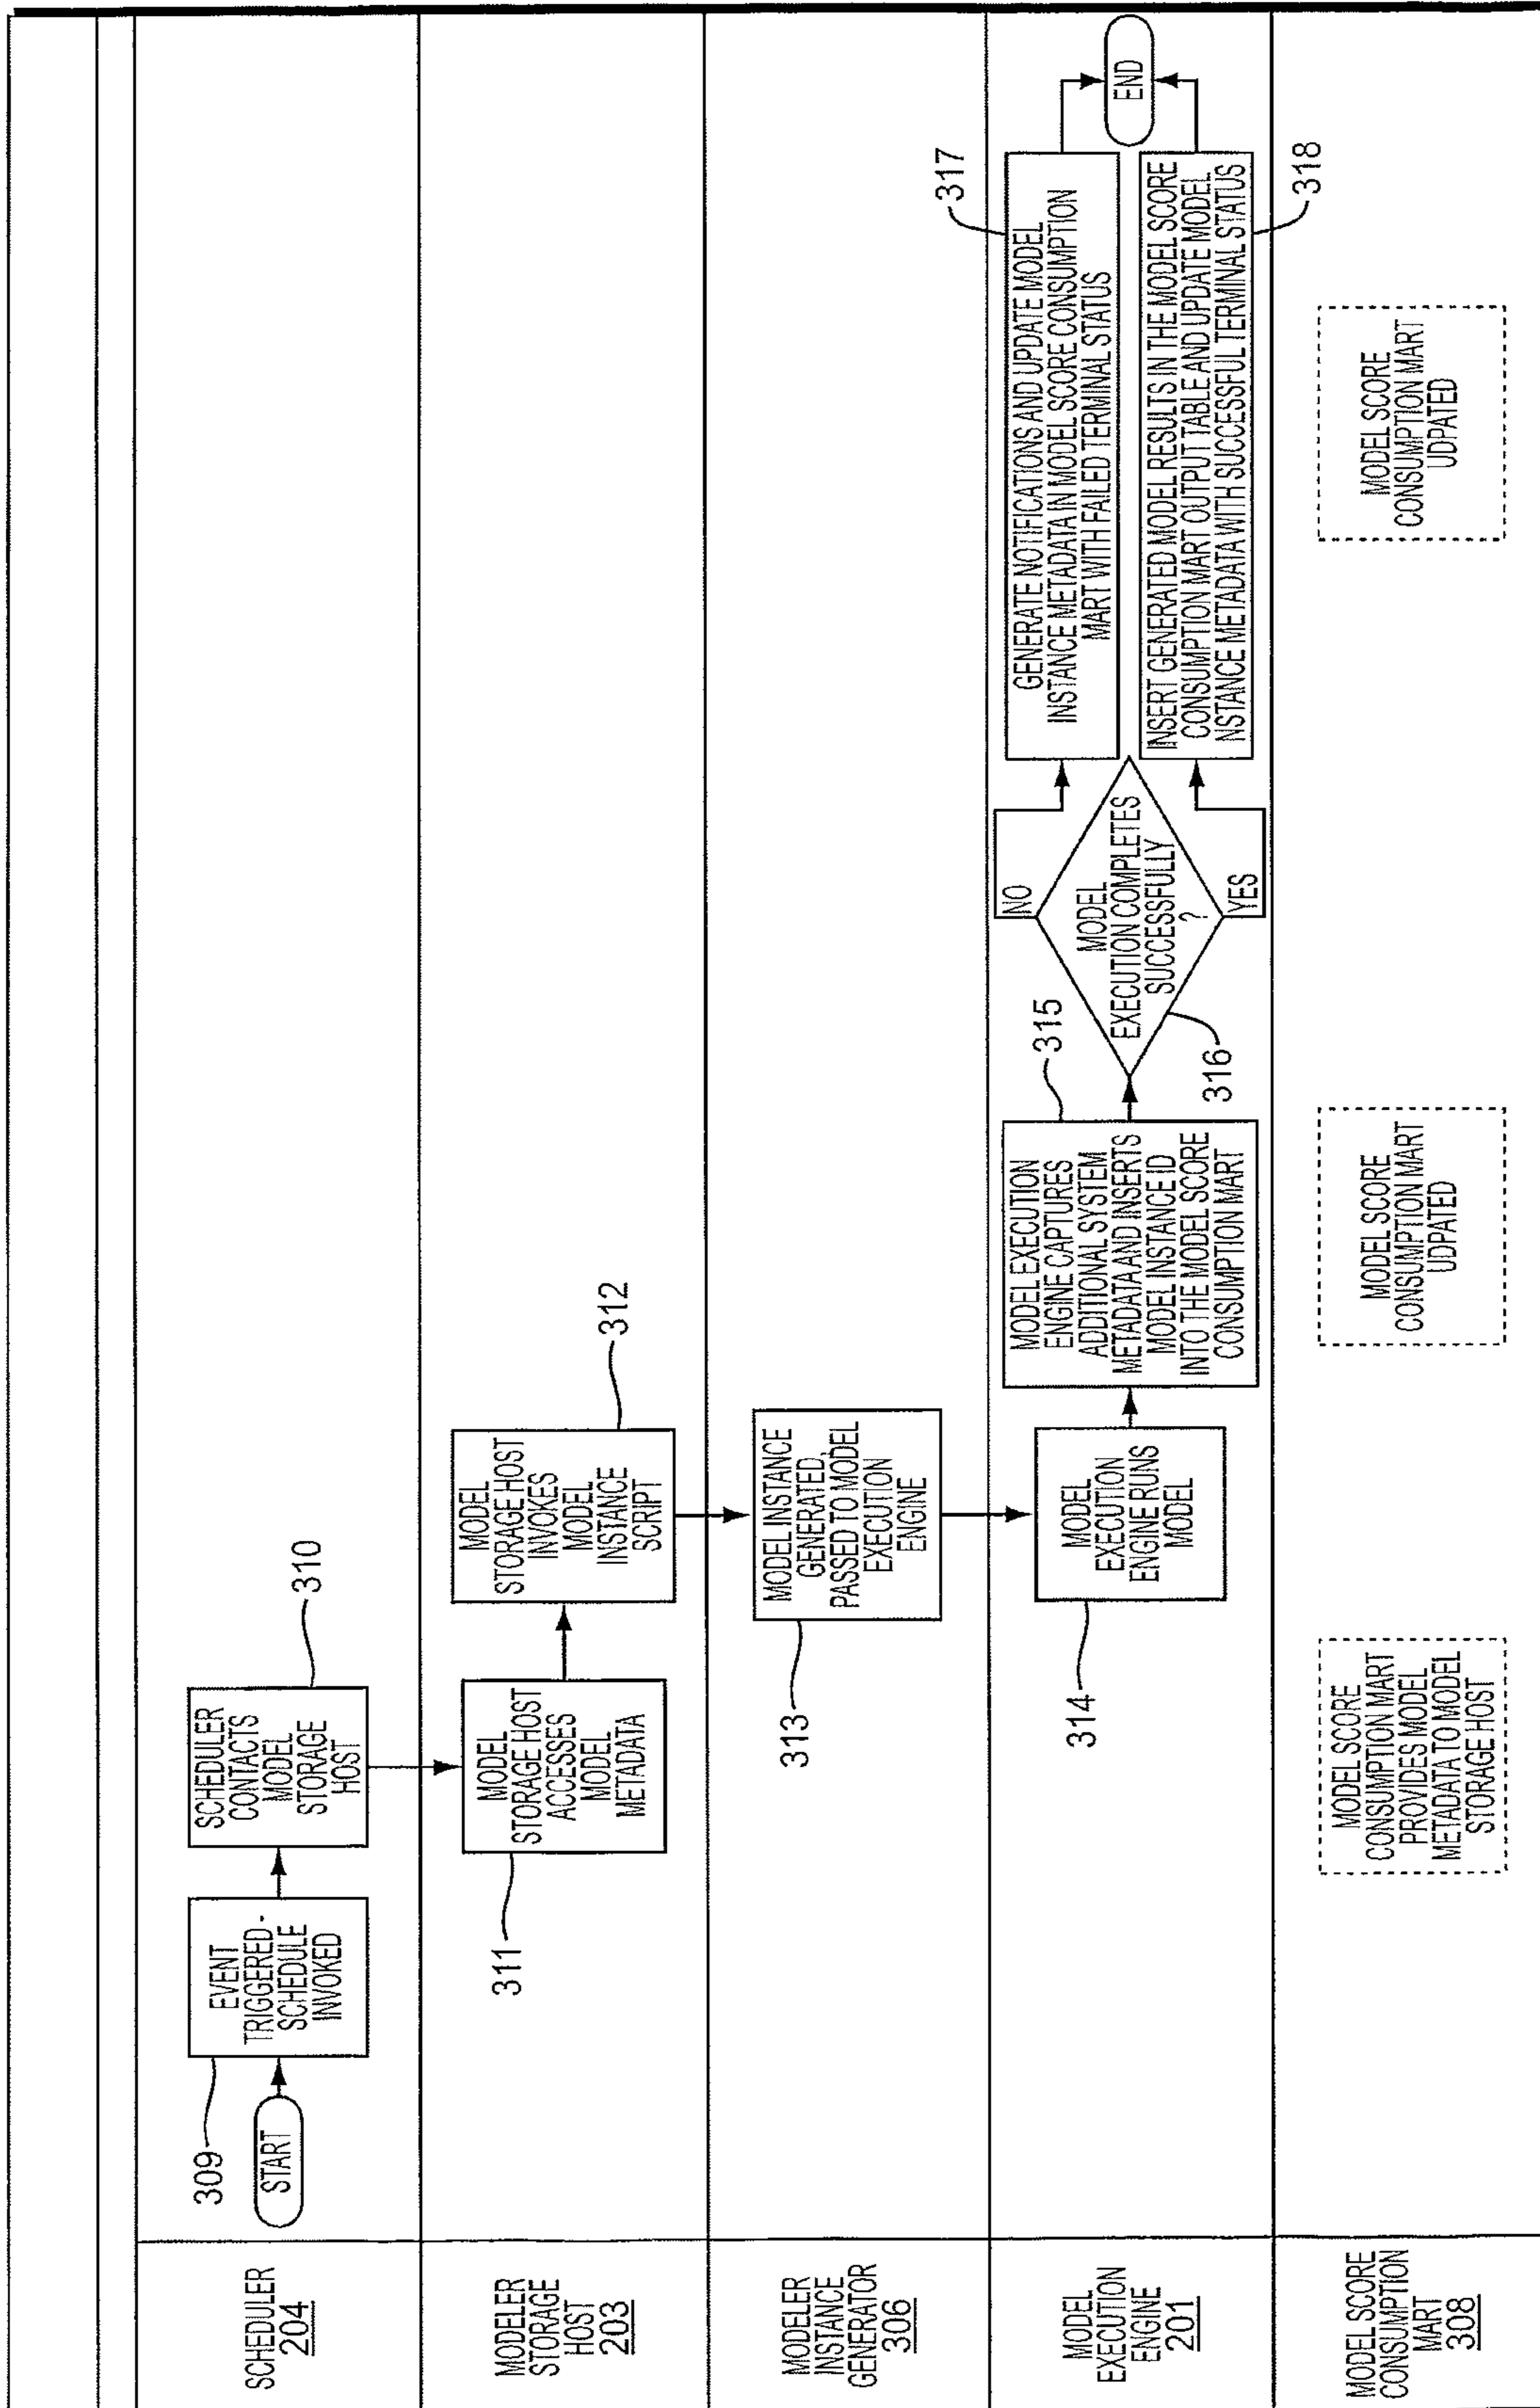 SCHEDULER
204
START
309
EVENT
TRIGGERED -
SCHEDULE
INVOKED
SCHEDULER
CONTACTS
MODEL
STORAGE
HOST
310
MODELER
STORAGE
HOST
203
311
MODEL
STORAGE HOST
ACCESSES
MODEL
METADATA
MODEL
STORAGE HOST
INVOKES
MODEL
INSTANCE
SCRIPT
312
MODELER
INSTANCE
GENERATOR
306
313
MODEL INSTANCE
GENERATED,
PASSED TO MODEL
EXECUTION
ENGINE
MODEL
EXECUTION
ENGINE
201
314
MODEL
EXECUTION
ENGINE RUNS
MODEL
MODEL EXECUTION
ENGINE CAPTURES
ADDITIONAL SYSTEM
METADATA AND INSERTS
MODEL INSTANCE ID
INTO THE MODEL SCORE
CONSUMPTION MART
315
MODEL
EXECUTION COMPLETES
SUCCESSFULLY
?
316
NO
YES
GENERATE NOTIFICATIONS AND UPDATE MODEL
INSTANCE METADATA IN MODEL SCORE CONSUMPTION
MART WITH FAILED TERMINAL STATUS
317
INSERT GENERATED MODEL RESULTS IN THE MODEL SCORE
CONSUMPTION MART OUTPUT TABLE AND UPDATE MODEL
NSTANCE METADATA WITH SUCCESSFUL TERMINAL STATUS
318
END
MODEL SCORE
CONSUMPTION
MART
308
MODEL SCORE
CONSUMPTION MART
PROVIDES MODEL
METADATA TO MODEL
STORAGE HOST
MODEL SCORE
CONSUMPTION MART
UDPATED
MODEL SCORE
CONSUMPTION MART
UDPATED